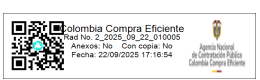 Colombia Compra Eficiente
Rad No. 2_2025_09_22_010005
Anexos: No Con copia: No
Fecha: 22/09/2025 17:16:54
Agencia Nacional
de Contratación Pública
Colombia Compra Eficiente